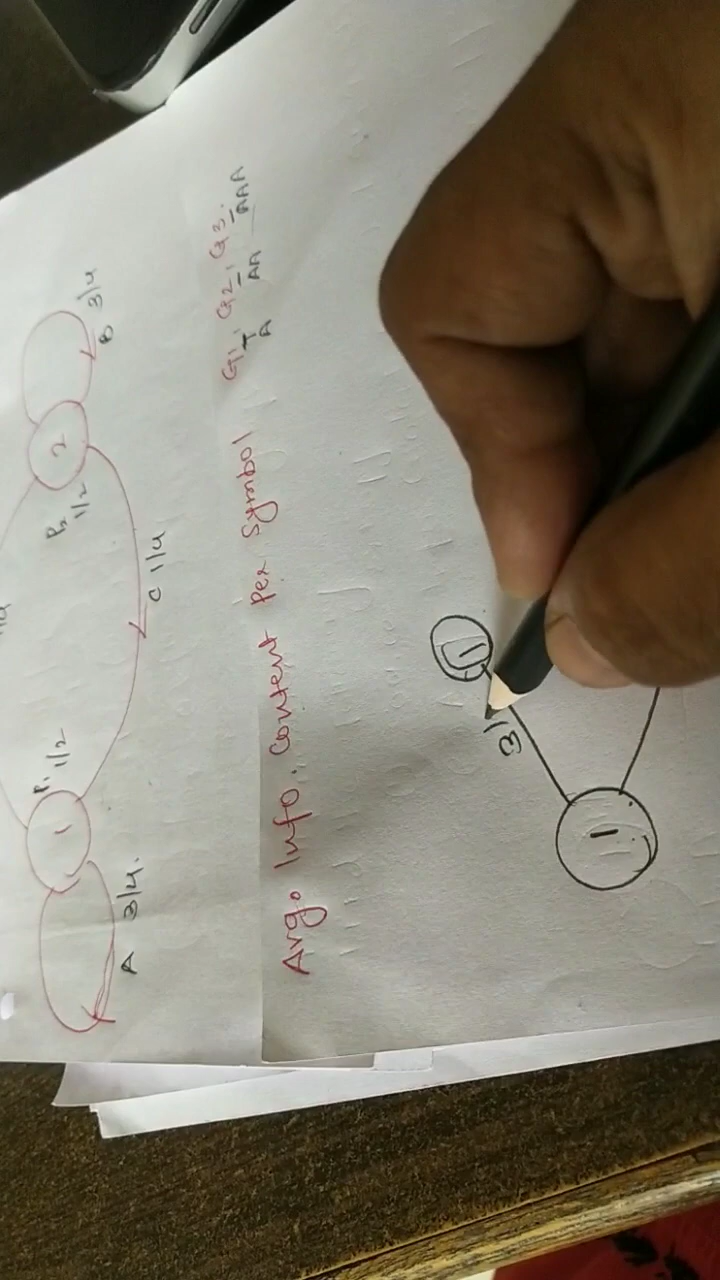 A 3/4.
1
P1 1/2
C 1/4
P2 1/2
2
B 3/4
Avg. Info. Content Per Symbol G1, G2, G3.
A AA AAA
1
3/
1